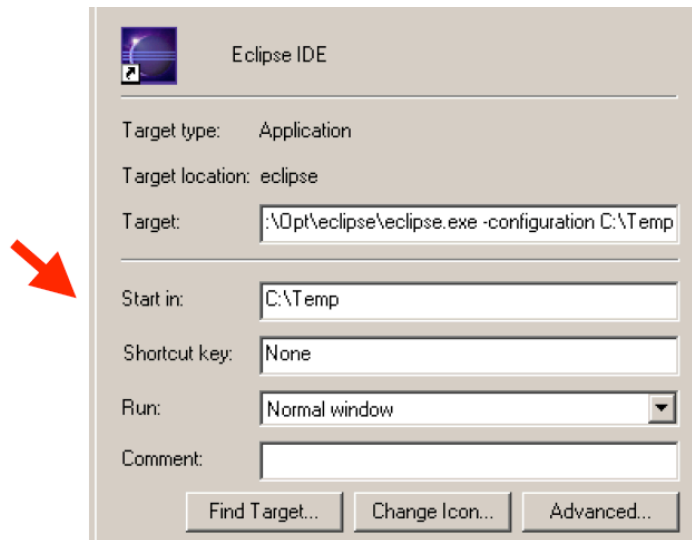 Eclipse IDE
Target type: Application
Target location: eclipse
Target: :\Opt\eclipse\eclipse.exe -configuration C:\Temp
Start in: C:\Temp
Shortcut key: None
Run: Normal window
Comment:
Find Target... Change Icon... Advanced...